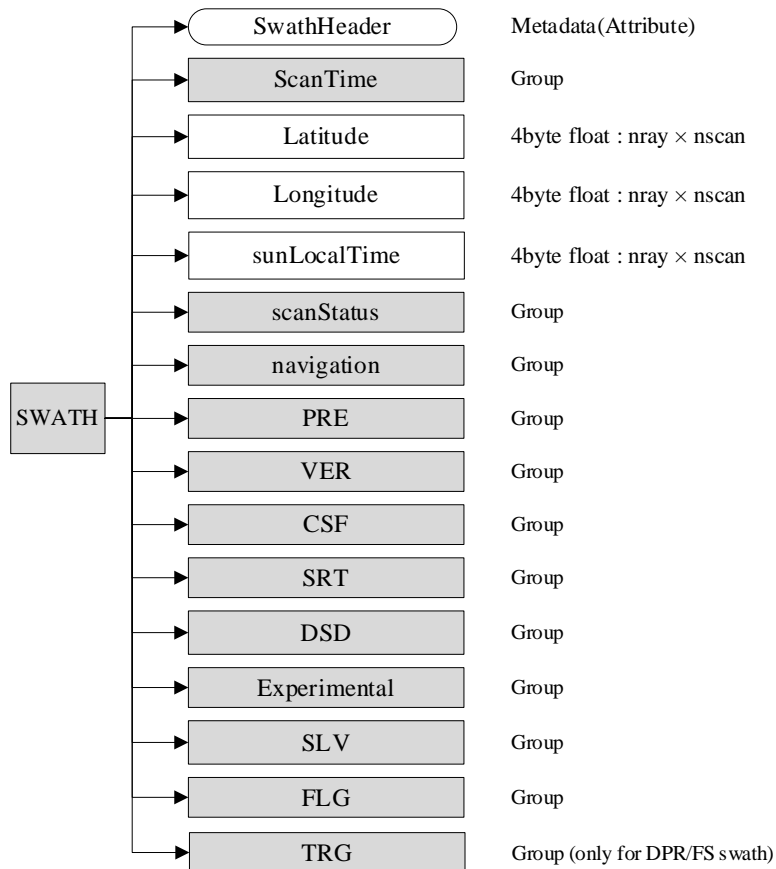 SwathHeader Metadata(Attribute)
ScanTime Group
Latitude 4byte float : nray × nscan
Longitude 4byte float : nray × nscan
sunLocalTime 4byte float : nray × nscan
scanStatus Group
navigation Group
SWATH PRE Group
VER Group
CSF Group
SRT Group
DSD Group
Experimental Group
SLV Group
FLG Group
TRG Group (only for DPR/FS swath)